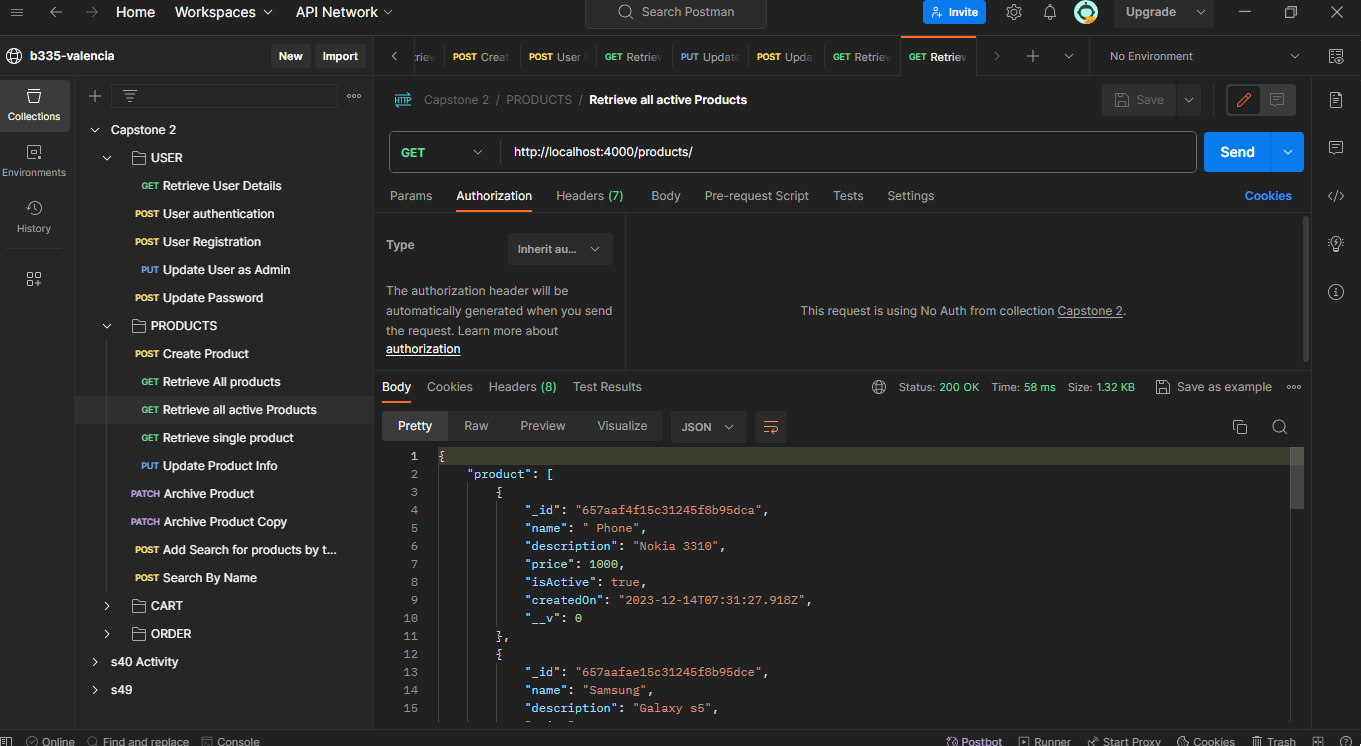 Home Workspaces API Network Search Postman Invite Upgrade
b335-valencia New Import
POST Creat POST User GET Retriev PUT Update POST Upda GET Retriev GET Retriev No Environment
Collections
Environments
History
Capstone 2
USER
GET Retrieve User Details
POST User authentication
POST User Registration
PUT Update User as Admin
POST Update Password
PRODUCTS
POST Create Product
GET Retrieve All products
GET Retrieve all active Products
GET Retrieve single product
PUT Update Product Info
PATCH Archive Product
PATCH Archive Product Copy
POST Add Search for products by t...
POST Search By Name
CART
ORDER
s40 Activity
s49
HTTP Capstone 2 / PRODUCTS / Retrieve all active Products Save
GET http://localhost:4000/products/ Send
Params Authorization Headers (7) Body Pre-request Script Tests Settings Cookies
Type Inherit au...
The authorization header will be
automatically generated when you send
the request. Learn more about
authorization
This request is using No Auth from collection Capstone 2.
Body Cookies Headers (8) Test Results Status: 200 OK Time: 58 ms Size: 1.32 KB Save as example
Pretty Raw Preview Visualize JSON
1 {
2 "product": [
3 {
4 "_id": "657aaf4f15c31245f8b95dca",
5 "name": " Phone",
6 "description": "Nokia 3310",
7 "price": 1000,
8 "isActive": true,
9 "createdOn": "2023-12-14T07:31:27.918Z",
10 "__v": 0
11 },
12 {
13 "_id": "657aafae15c31245f8b95dce",
14 "name": "Samsung",
15 "description": "Galaxy s5",
Online Find and replace Console Postbot Runner Start Proxy Cookies Trash